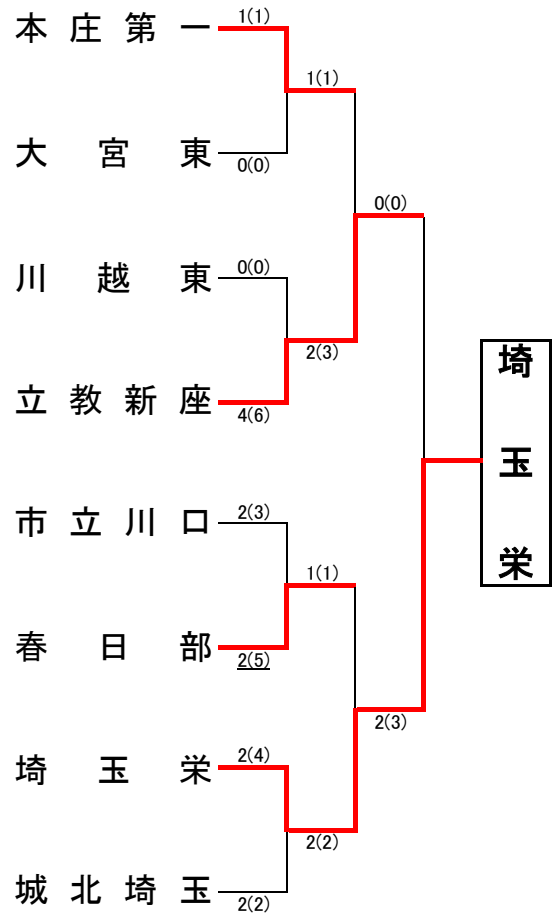 本庄第一
1(1)
1(1)
大宮東
0(0)
0(0)
川越東
0(0)
2(3)
立教新座
4(6)
埼玉栄
市立川口
2(3)
1(1)
春日部
2(5)
2(3)
埼玉栄
2(4)
2(2)
城北埼玉
2(2)